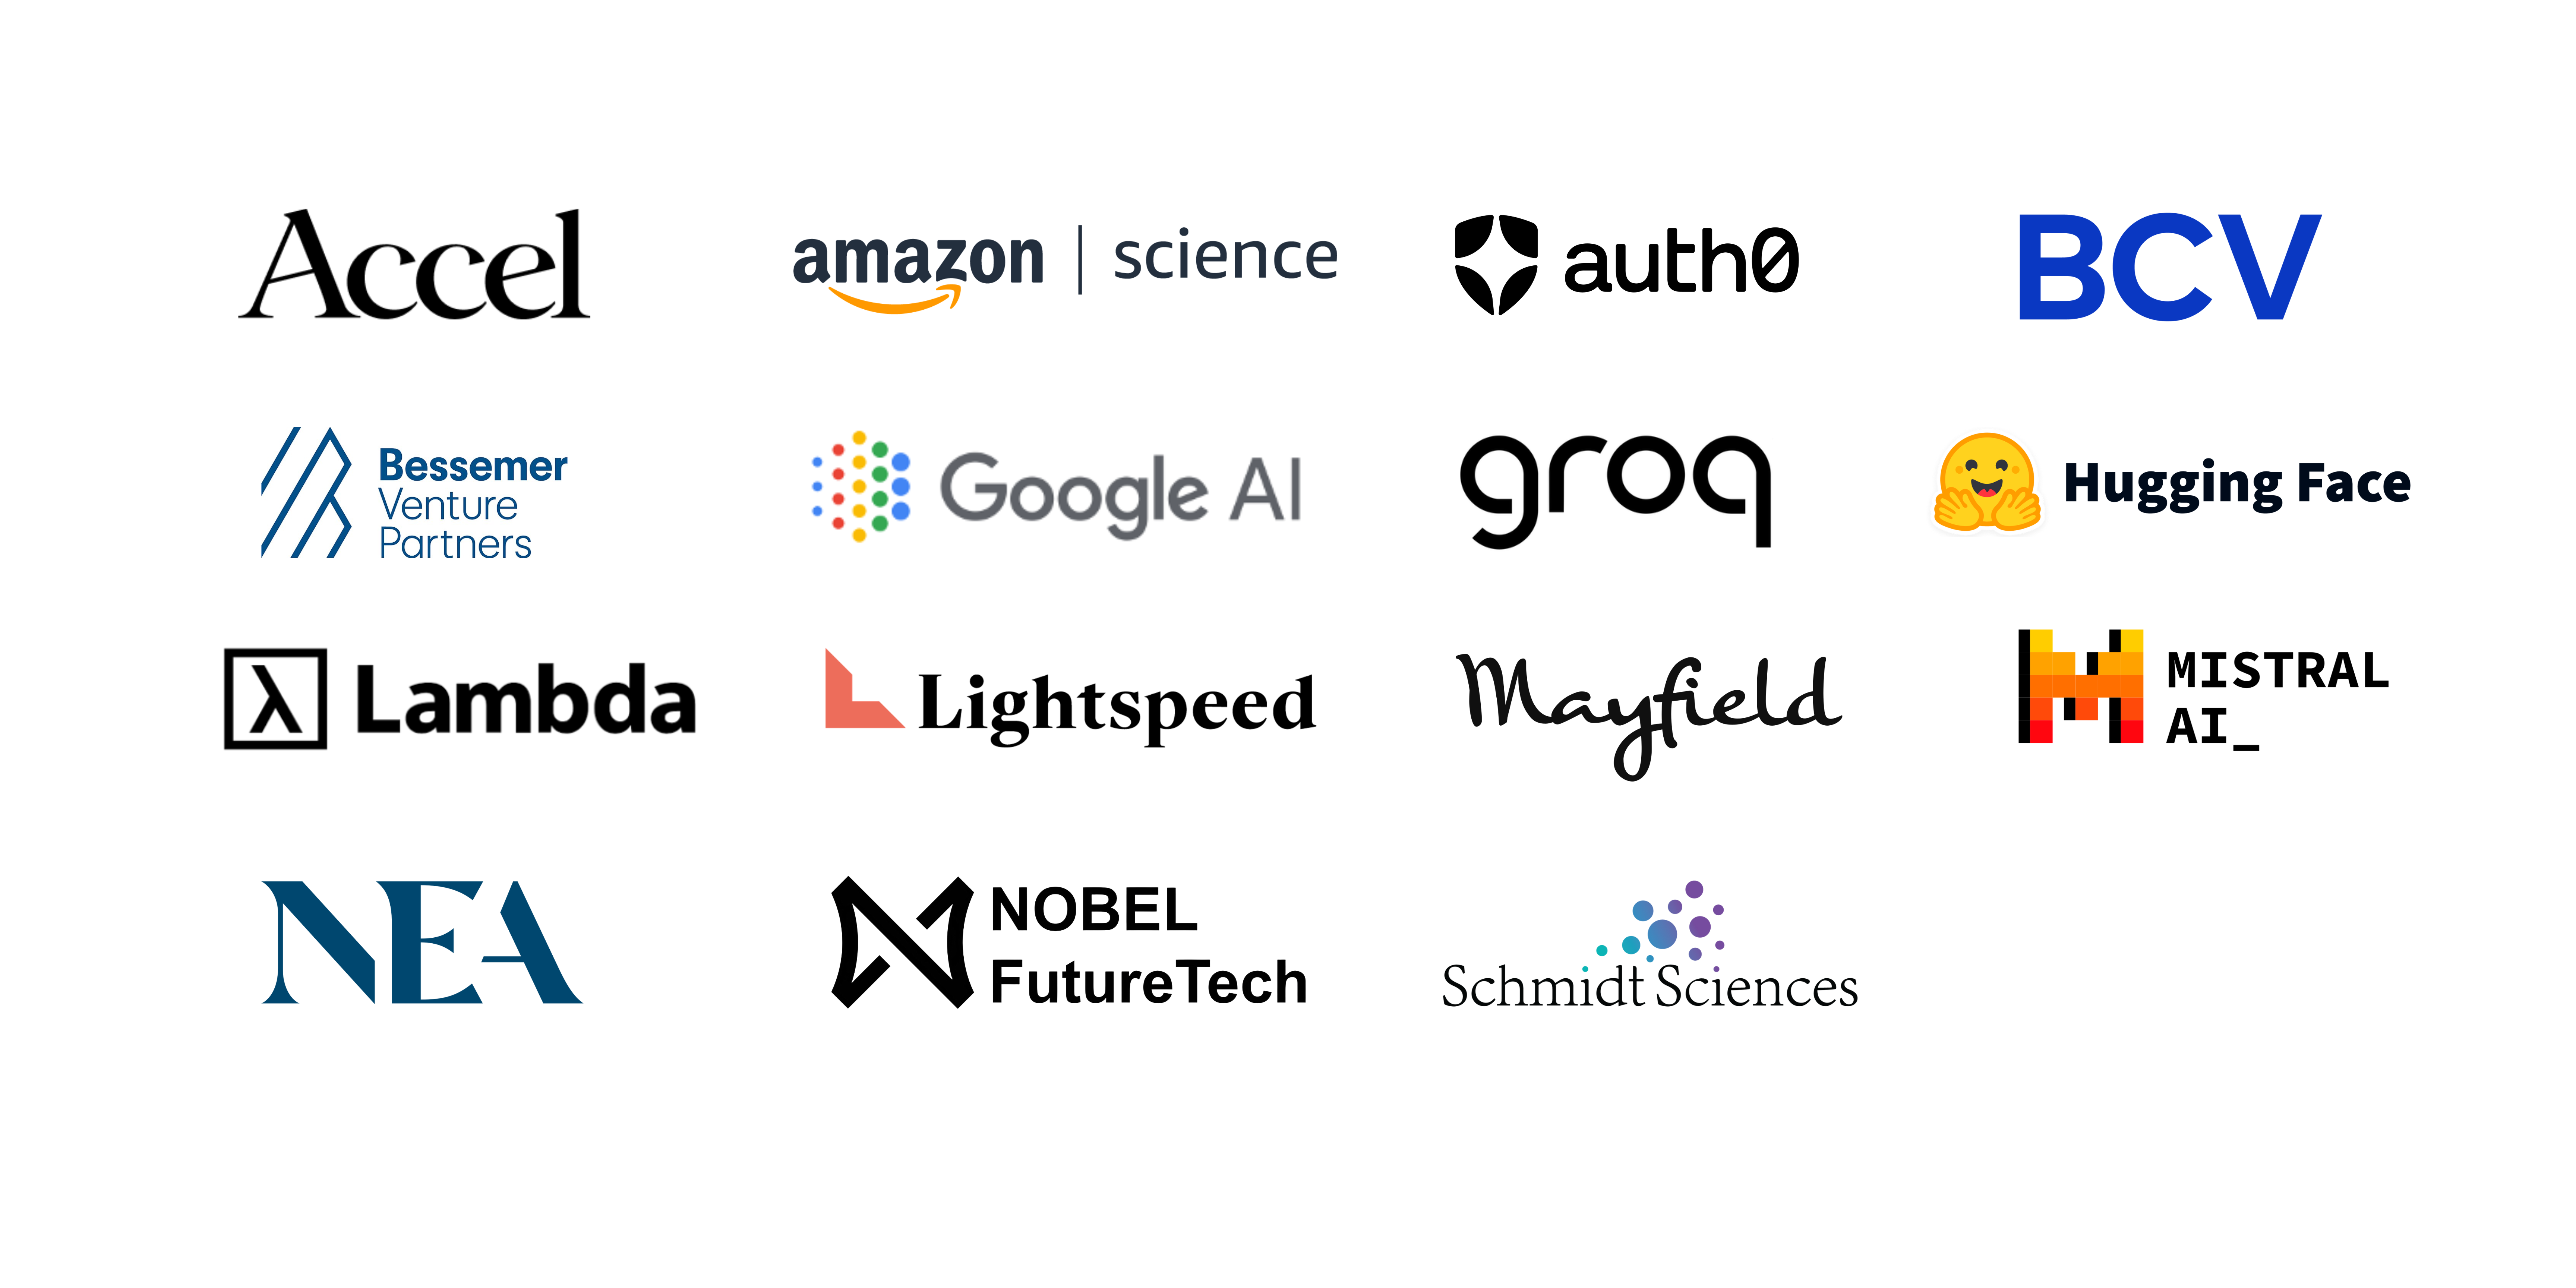 Accel
amazon | science
auth0
BCV
Bessemer
Venture
Partners
Google AI
groq
Hugging Face
λ Lambda
Lightspeed
Mayfield
MISTRAL
AI_
NEA
NOBEL
FutureTech
Schmidt Sciences